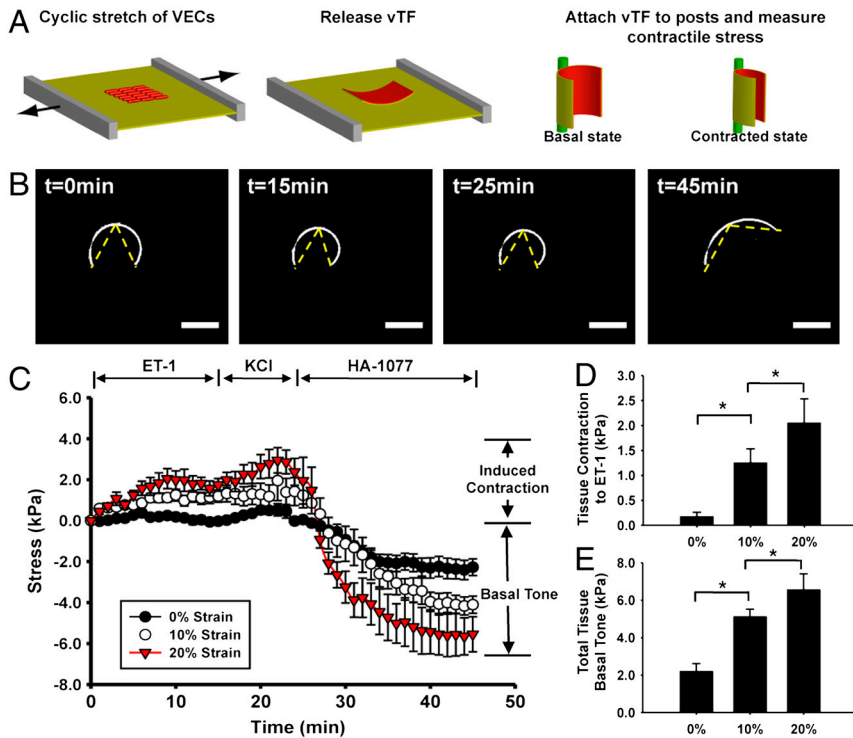 A
Cyclic stretch of VECs
Release vTF
Attach vTF to posts and measure
contractile stress
Basal state
Contracted state
B
t=0min
t=15min
t=25min
t=45min
C
ET-1
KCl
HA-1077
6.0
4.0
2.0
0.0
-2.0
-4.0
-6.0
-8.0
Stress (kPa)
0% Strain
10% Strain
20% Strain
Induced
Contraction
Basal Tone
0
10
20
30
40
50
Time (min)
D
3.0
2.5
2.0
1.5
1.0
0.5
0.0
Tissue Contraction
to ET-1 (kPa)
*
*
0%
10%
20%
E
8.0
6.0
4.0
2.0
0.0
Total Tissue
Basal Tone (kPa)
*
*
0%
10%
20%